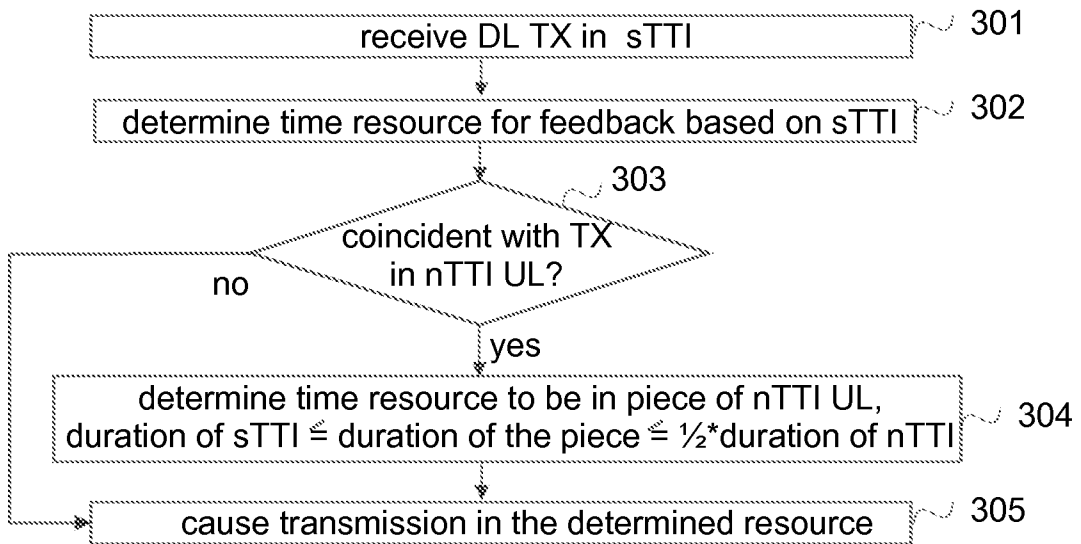 receive DL TX in sTTI
301
determine time resource for feedback based on sTTI
302
303
coincident with TX
in nTTI UL?
no
yes
determine time resource to be in piece of nTTI UL,
duration of sTTI ≤ duration of the piece ≤ ½*duration of nTTI
304
cause transmission in the determined resource
305